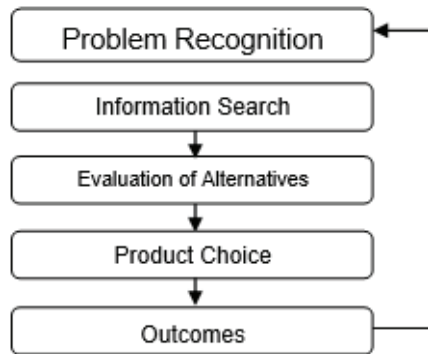 Problem Recognition
Information Search
Evaluation of Alternatives
Product Choice
Outcomes